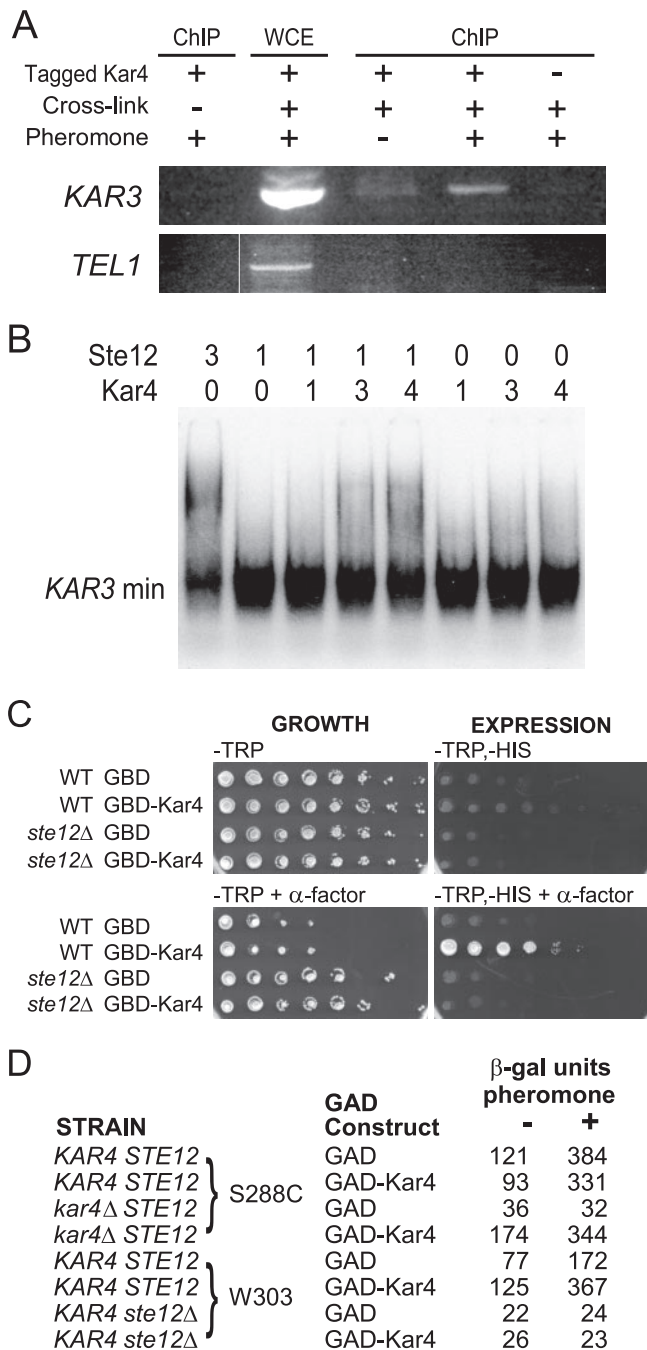 A
ChIP WCE ChIP
Tagged Kar4 + + + + -
Cross-link - + + + +
Pheromone + + - + +
KAR3
TEL1
B
Ste12 3 1 1 1 1 0 0 0
Kar4 0 0 1 3 4 1 3 4
KAR3 min
C
GROWTH EXPRESSION
-TRP -TRP,-HIS
WT GBD
WT GBD-Kar4
ste12Δ GBD
ste12Δ GBD-Kar4
-TRP + α-factor -TRP,-HIS + α-factor
WT GBD
WT GBD-Kar4
ste12Δ GBD
ste12Δ GBD-Kar4
D
β-gal units
pheromone
STRAIN GAD Construct - +
KAR4 STE12 GAD 121 384
KAR4 STE12 GAD-Kar4 93 331
S288C
kar4Δ STE12 GAD 36 32
kar4Δ STE12 GAD-Kar4 174 344
KAR4 STE12 GAD 77 172
KAR4 STE12 GAD-Kar4 125 367
W303
KAR4 ste12Δ GAD 22 24
KAR4 ste12Δ GAD-Kar4 26 23